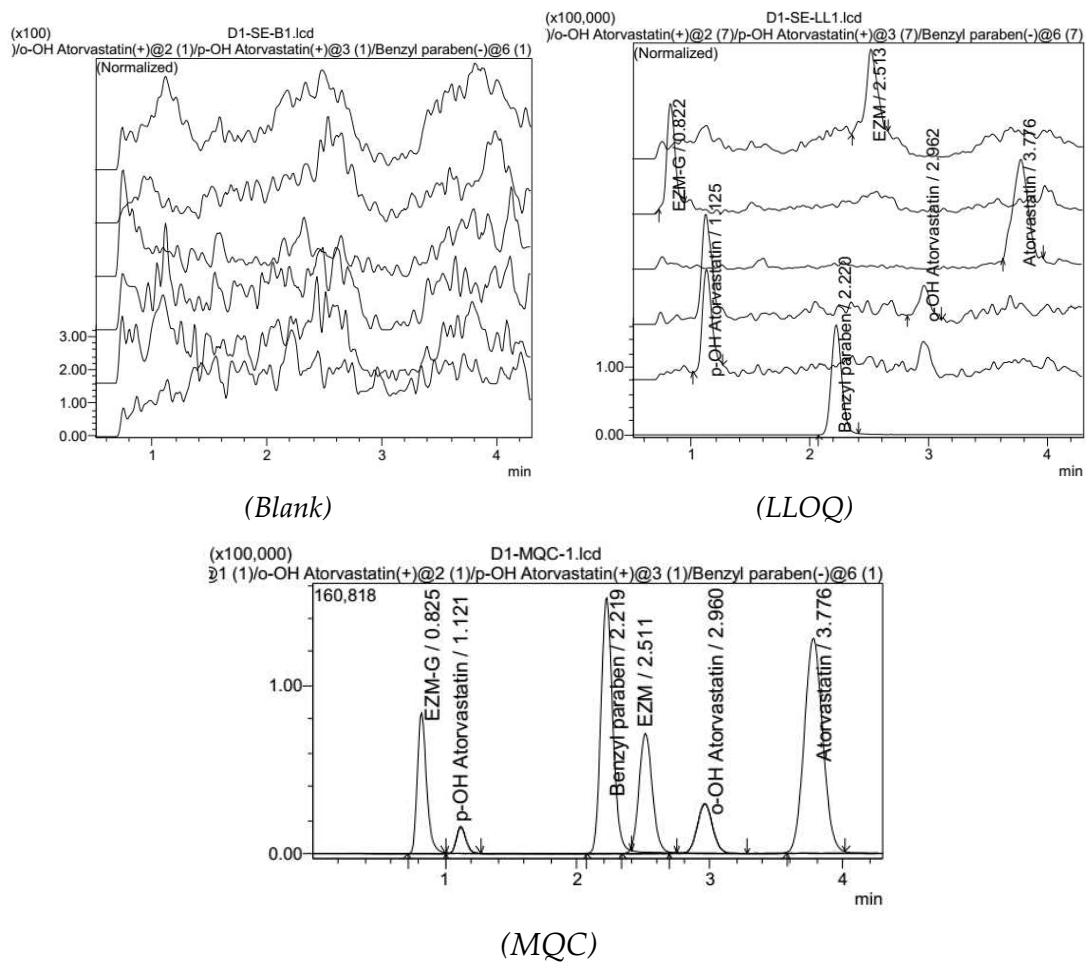 (x100)
D1-SE-B1.lcd
)/o-OH Atorvastatin(+)@2 (1)/p-OH Atorvastatin(+)@3 (1)/Benzyl paraben(-)@6 (1)
(Normalized)
3.00
2.00
1.00
0.00
1 2 3 4
min
(Blank)
(x100,000)
D1-SE-LL1.lcd
)/o-OH Atorvastatin(+)@2 (7)/p-OH Atorvastatin(+)@3 (7)/Benzyl paraben(-)@6 (7)
(Normalized)
EZM-G / 0.822
p-OH Atorvastatin / 1.125
Benzyl paraben / 2.220
EZM / 2.513
o-OH Atorvastatin / 2.962
Atorvastatin / 3.776
1.00
0.00
1 2 3 4
min
(LLOQ)
(x100,000)
D1-MQC-1.lcd
1 (1)/o-OH Atorvastatin(+)@2 (1)/p-OH Atorvastatin(+)@3 (1)/Benzyl paraben(-)@6 (1)
160,818
EZM-G / 0.825
p-OH Atorvastatin / 1.121
Benzyl paraben / 2.219
EZM / 2.511
o-OH Atorvastatin / 2.960
Atorvastatin / 3.776
1.00
0.00
1 2 3 4
min
(MQC)